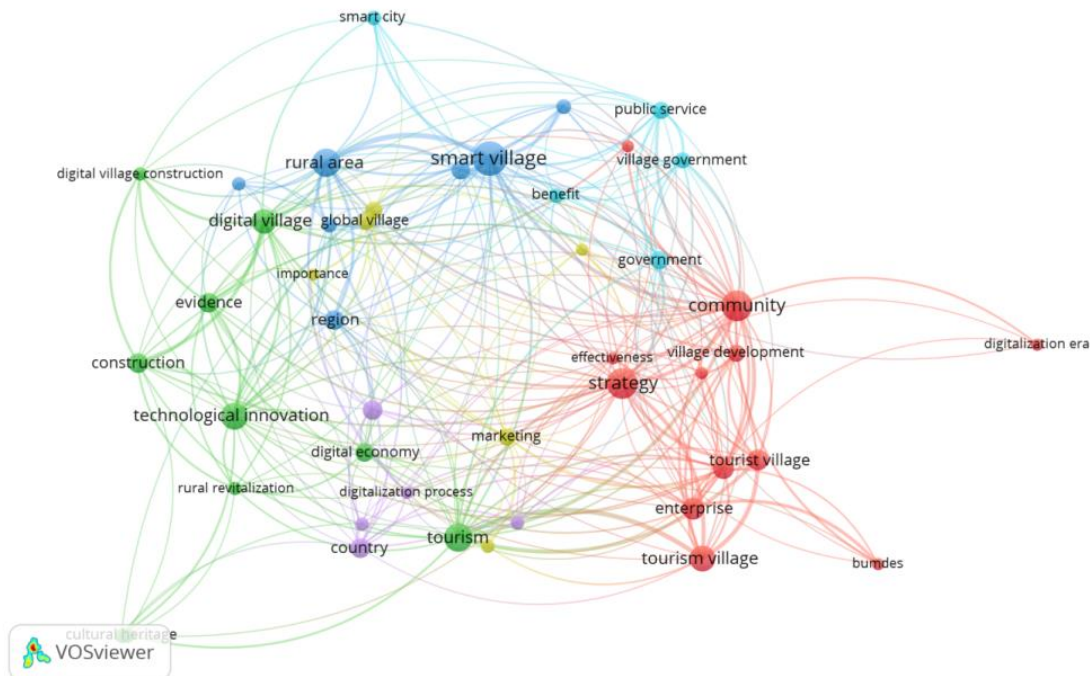 smart city
public service
smart village
rural area
village government
digital village construction
benefit
digital village
global village
government
importance
evidence
community
region
digitalization era
effectiveness
village development
construction
strategy
technological innovation
marketing
digital economy
tourist village
rural revitalization
digitalization process
enterprise
tourism
country
tourism village
bumdes
cultural heritage
VOSviewer